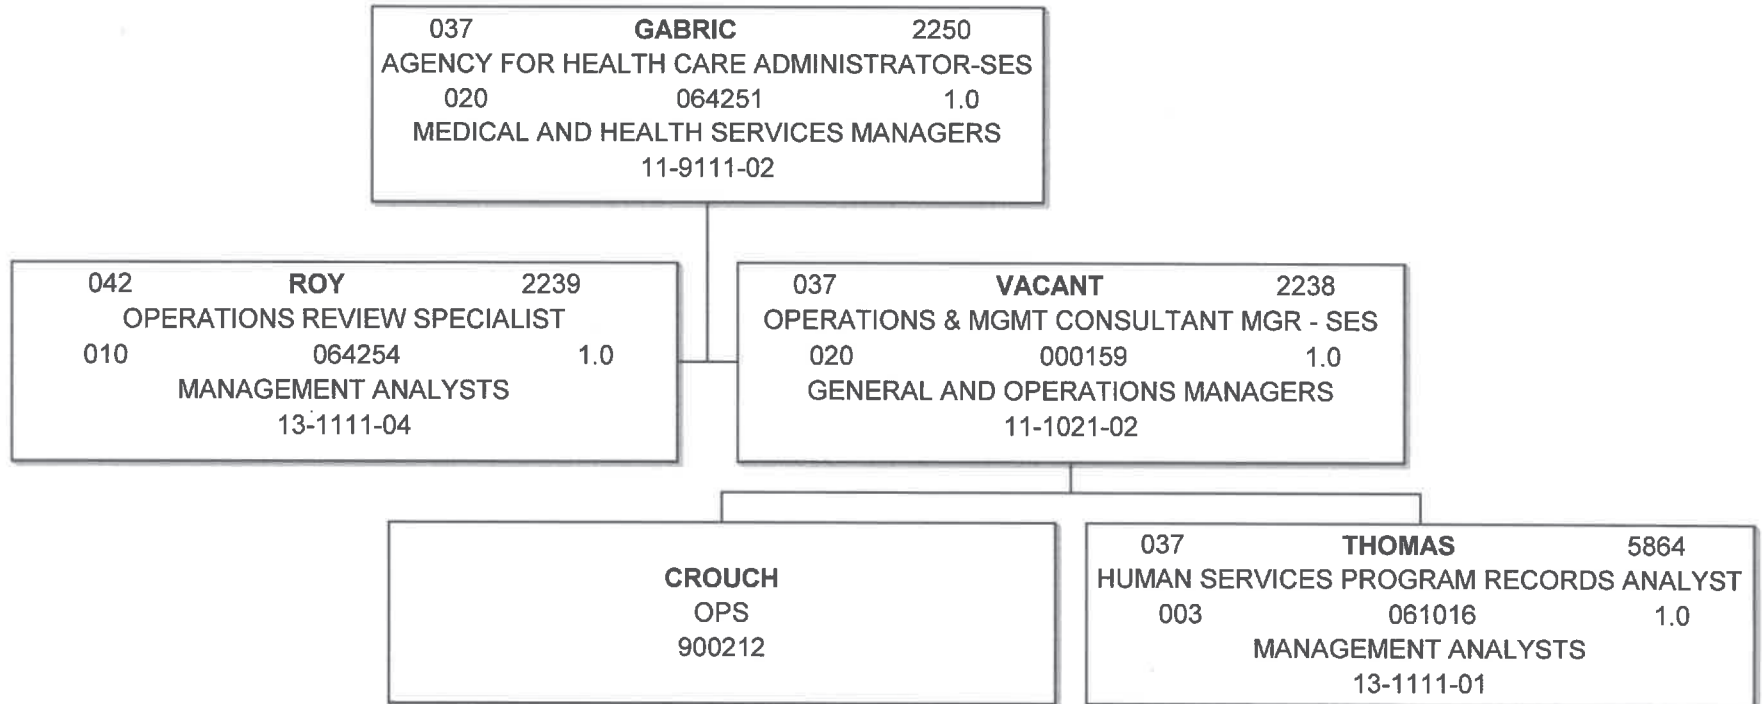 037 GABRIC 2250
AGENCY FOR HEALTH CARE ADMINISTRATOR-SES
020 064251 1.0
MEDICAL AND HEALTH SERVICES MANAGERS
11-9111-02
042 ROY 2239
OPERATIONS REVIEW SPECIALIST
010 064254 1.0
MANAGEMENT ANALYSTS
13-1111-04
037 VACANT 2238
OPERATIONS & MGMT CONSULTANT MGR - SES
020 000159 1.0
GENERAL AND OPERATIONS MANAGERS
11-1021-02
CROUCH
OPS
900212
037 THOMAS 5864
HUMAN SERVICES PROGRAM RECORDS ANALYST
003 061016 1.0
MANAGEMENT ANALYSTS
13-1111-01